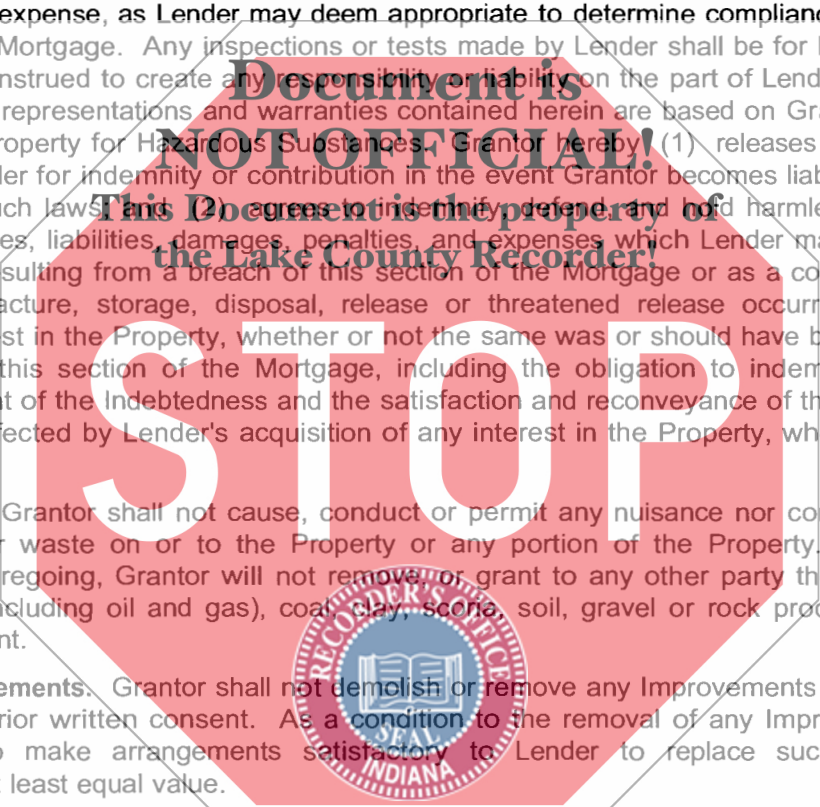 expense, as Lender may deem appropriate to determine complianc
Mortgage. Any inspections or tests made by Lender shall be for
nstrued to create any responsibility or liability on the part of Lend
Document is
representations and warranties contained herein are based on Gra
roperty for Hazardous Substances. Grantor hereby (1) releases
NOT OFFICIAL!
der for indemnity or contribution in the event Grantor becomes liab
uch laws; and (2) agrees to indemnify, defend, and hold harmle
This Document is the property of
es, liabilities, damages, penalties, and expenses which Lender ma
the Lake County Recorder!
sulting from a breach of this section of the Mortgage or as a co
acture, storage, disposal, release or threatened release occurr
est in the Property, whether or not the same was or should have b
this section of the Mortgage, including the obligation to indem
t of the Indebtedness and the satisfaction and reconveyance of th
fected by Lender's acquisition of any interest in the Property, wh
STOP
Grantor shall not cause, conduct or permit any nuisance nor co
r waste on or to the Property or any portion of the Property.
regoing, Grantor will not remove, or grant to any other party th
ncluding oil and gas), coal, clay, scoria, soil, gravel or rock proc
nt.
RECORDER'S OFFICE
ements. Grantor shall not demolish or remove any Improvements
rior written consent. As a condition to the removal of any Impr
o make arrangements satisfactory to Lender to replace suc
SEAL
INDIANA
t least equal value.